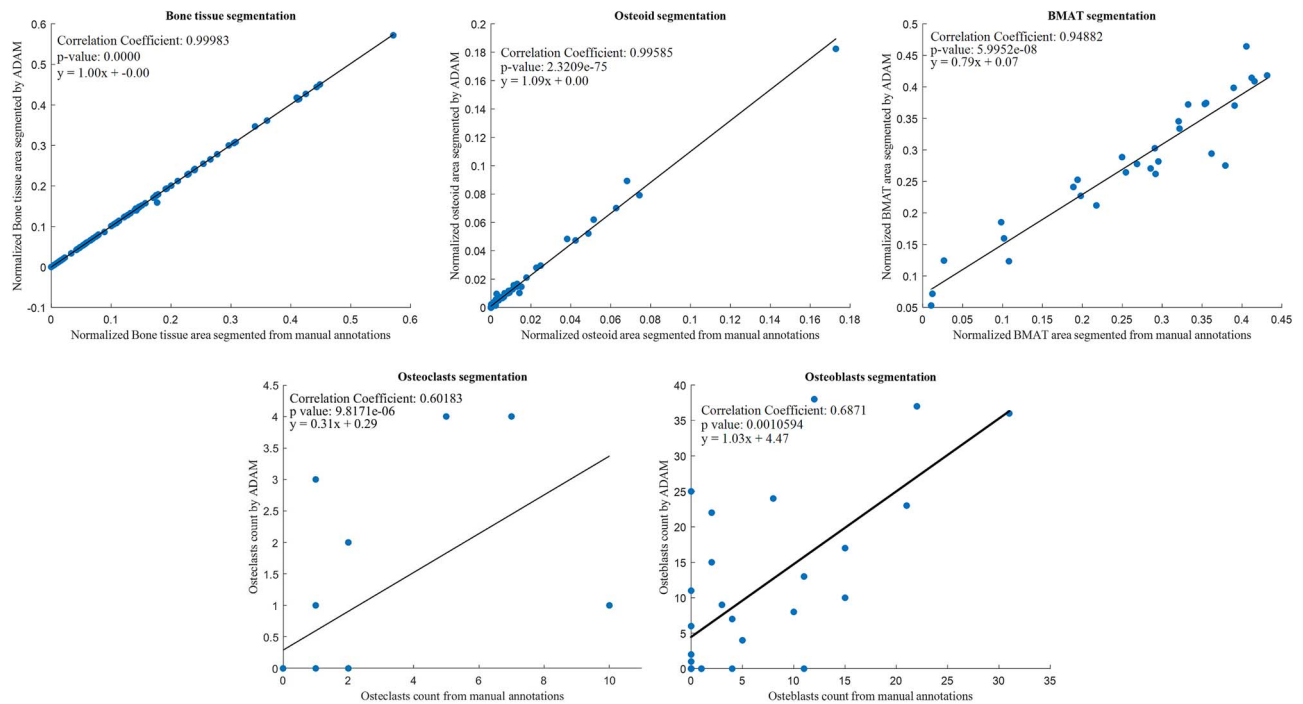 Bone tissue segmentation
Correlation Coefficient: 0.99983
p-value: 0.0000
y = 1.00x + -0.00
Normalized Bone tissue area segmented by ADAM
0.6
0.5
0.4
0.3
0.2
0.1
0
-0.1
0 0.1 0.2 0.3 0.4 0.5 0.6
Normalized Bone tissue area segmented from manual annotations
Osteoid segmentation
Correlation Coefficient: 0.99585
p-value: 2.3209e-75
y = 1.09x + 0.00
Normalized osteoid area segmented by ADAM
0.2
0.18
0.16
0.14
0.12
0.1
0.08
0.06
0.04
0.02
0
0 0.02 0.04 0.06 0.08 0.1 0.12 0.14 0.16 0.18
Normalized osteoid area segmented from manual annotations
BMAT segmentation
Correlation Coefficient: 0.94882
p-value: 5.9952e-08
y = 0.79x + 0.07
Normalized BMAT area segmented by ADAM
0.5
0.45
0.4
0.35
0.3
0.25
0.2
0.15
0.1
0.05
0 0.05 0.1 0.15 0.2 0.25 0.3 0.35 0.4 0.45
Normalized BMAT area segmented from manual annotations
Osteoclasts segmentation
Correlation Coefficient: 0.60183
p value: 9.8171e-06
y = 0.31x + 0.29
Osteclasts count by ADAM
4.5
4
3.5
3
2.5
2
1.5
1
0.5
0
0 2 4 6 8 10
Osteclasts count from manual annotations
Osteoblasts segmentation
Correlation Coefficient: 0.6871
p value: 0.0010594
y = 1.03x + 4.47
Osteblasts count by ADAM
40
35
30
25
20
15
10
5
0
0 5 10 15 20 25 30 35
Osteblasts count from manual annotations